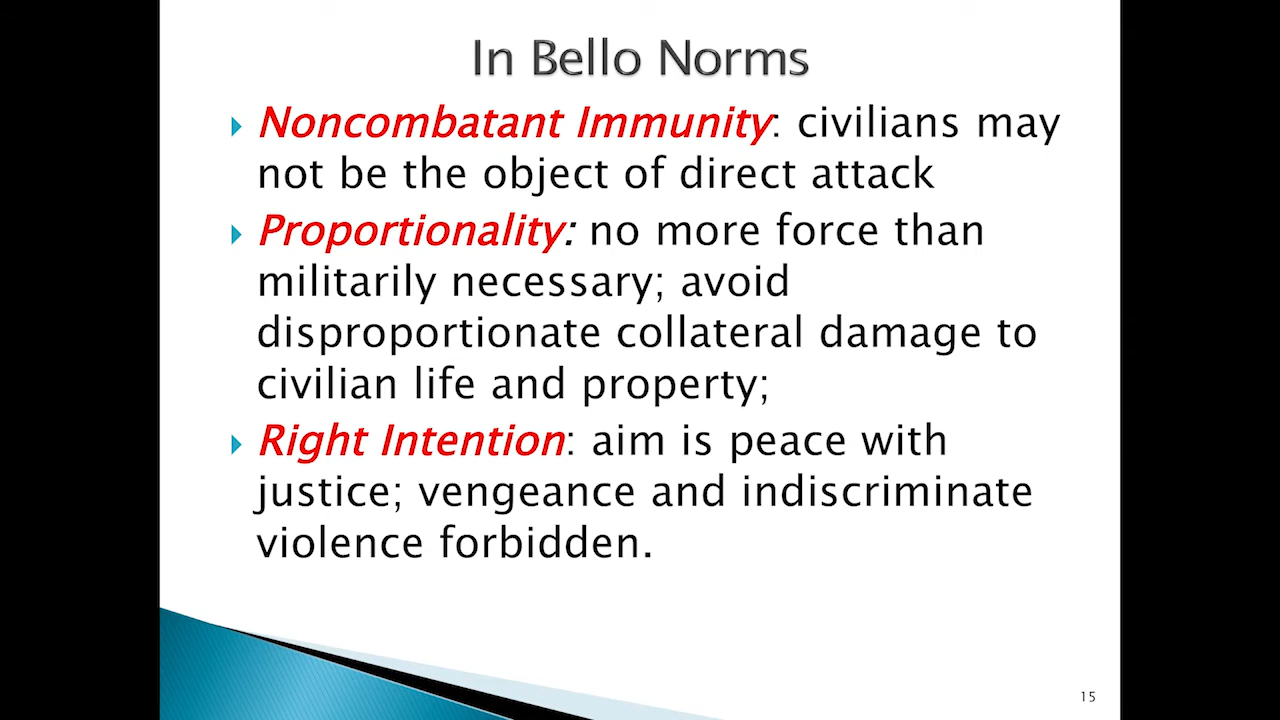 In Bello Norms
Noncombatant Immunity: civilians may
not be the object of direct attack
Proportionality: no more force than
militarily necessary; avoid
disproportionate collateral damage to
civilian life and property;
Right Intention: aim is peace with
justice; vengeance and indiscriminate
violence forbidden.
15